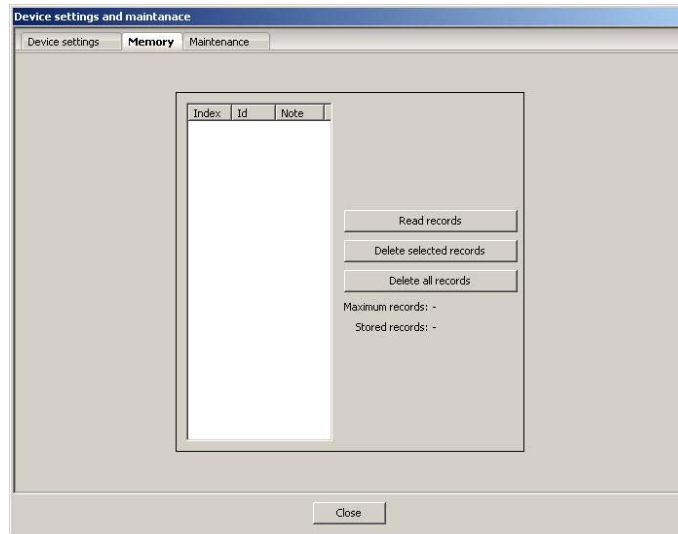 Device settings and maintanace
Device settings Memory Maintenance
Index Id Note
Read records
Delete selected records
Delete all records
Maximum records: -
Stored records: -
Close